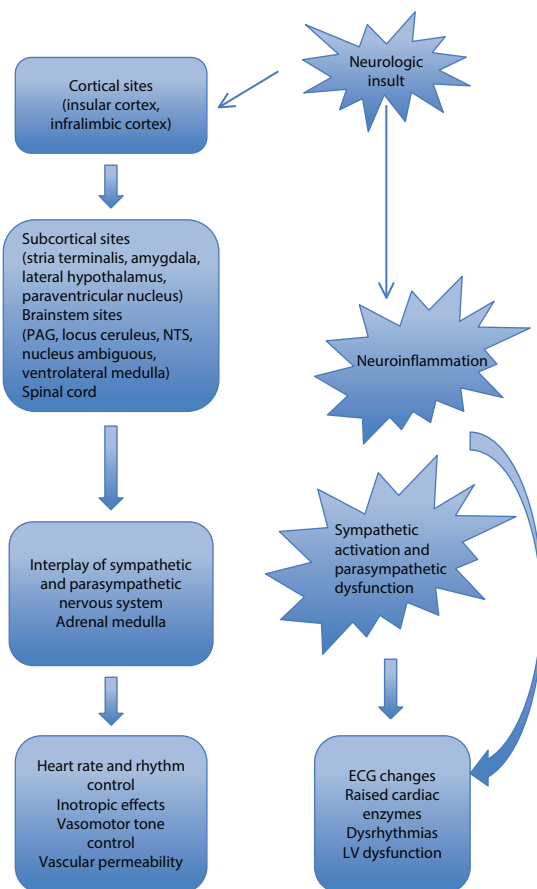 Neurologic
insult
Cortical sites
(insular cortex,
infralimbic cortex)
Subcortical sites
(stria terminalis, amygdala,
lateral hypothalamus,
paraventricular nucleus)
Brainstem sites
(PAG, locus ceruleus, NTS,
nucleus ambiguous,
ventrolateral medulla)
Spinal cord
Neuroinflammation
Sympathetic
activation and
parasympathetic
dysfunction
Interplay of sympathetic
and parasympathetic
nervous system
Adrenal medulla
Heart rate and rhythm
control
Inotropic effects
Vasomotor tone
control
Vascular permeability
ECG changes
Raised cardiac
enzymes
Dysrhythmias
LV dysfunction